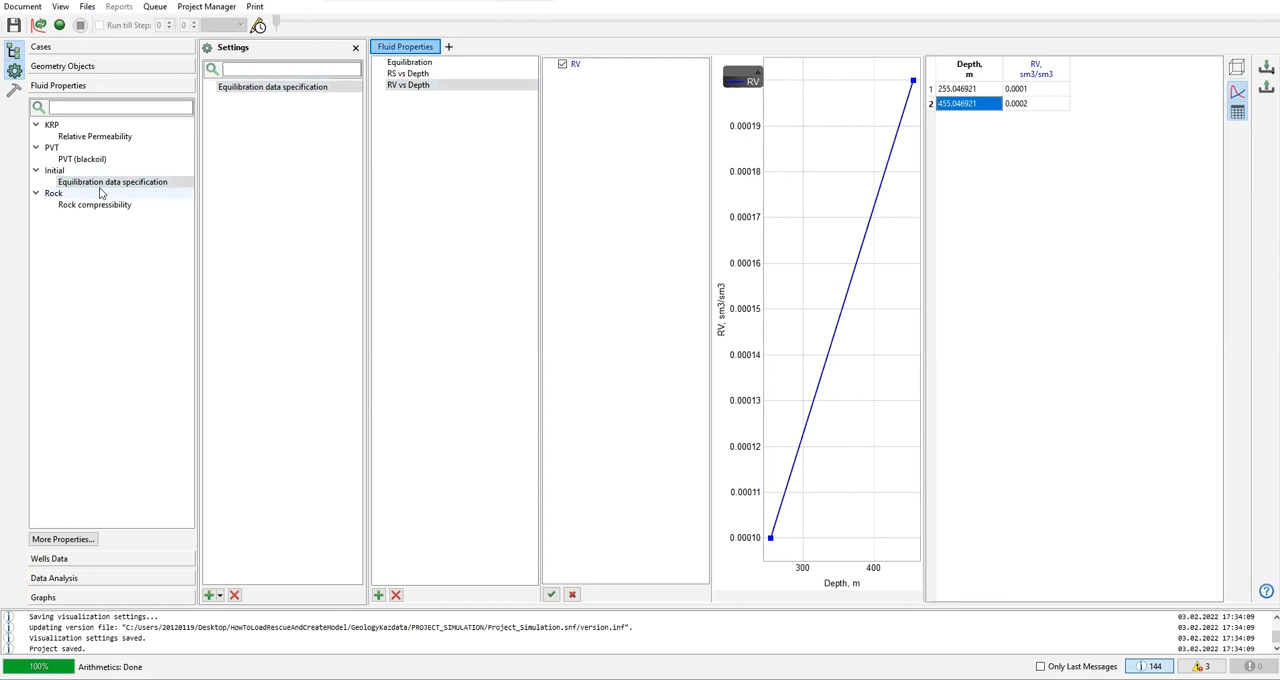 Document View Files Reports Queue Project Manager Print
Run till Step: 0 0
Cases
Geometry Objects
Fluid Properties
KRP
Relative Permeability
PVT
PVT (blackoil)
Initial
Equilibration data specification
Rock
Rock compressibility
More Properties...
Wells Data
Data Analysis
Graphs
Settings
Equilibration data specification
Fluid Properties
Equilibration
RS vs Depth
RV vs Depth
RV
RV
0.00019
0.00018
0.00017
0.00016
0.00015
0.00014
0.00013
0.00012
0.00011
0.00010
RV, sm3/sm3
300 400
Depth, m
Depth, m RV, sm3/sm3
1 255.046921 0.0001
2 455.046921 0.0002
Saving visualization settings... 03.02.2022 17:34:09
Updating version file: "C:/Users/20120119/Desktop/HowToLoadRescueAndCreateModel/GeologyKazdata/PROJECT_SIMULATION/Project_Simulation.snf/version.inf". 03.02.2022 17:34:09
Visualization settings saved. 03.02.2022 17:34:09
Project saved. 03.02.2022 17:34:09
100% Arithmetics: Done Only Last Messages 144 3 0